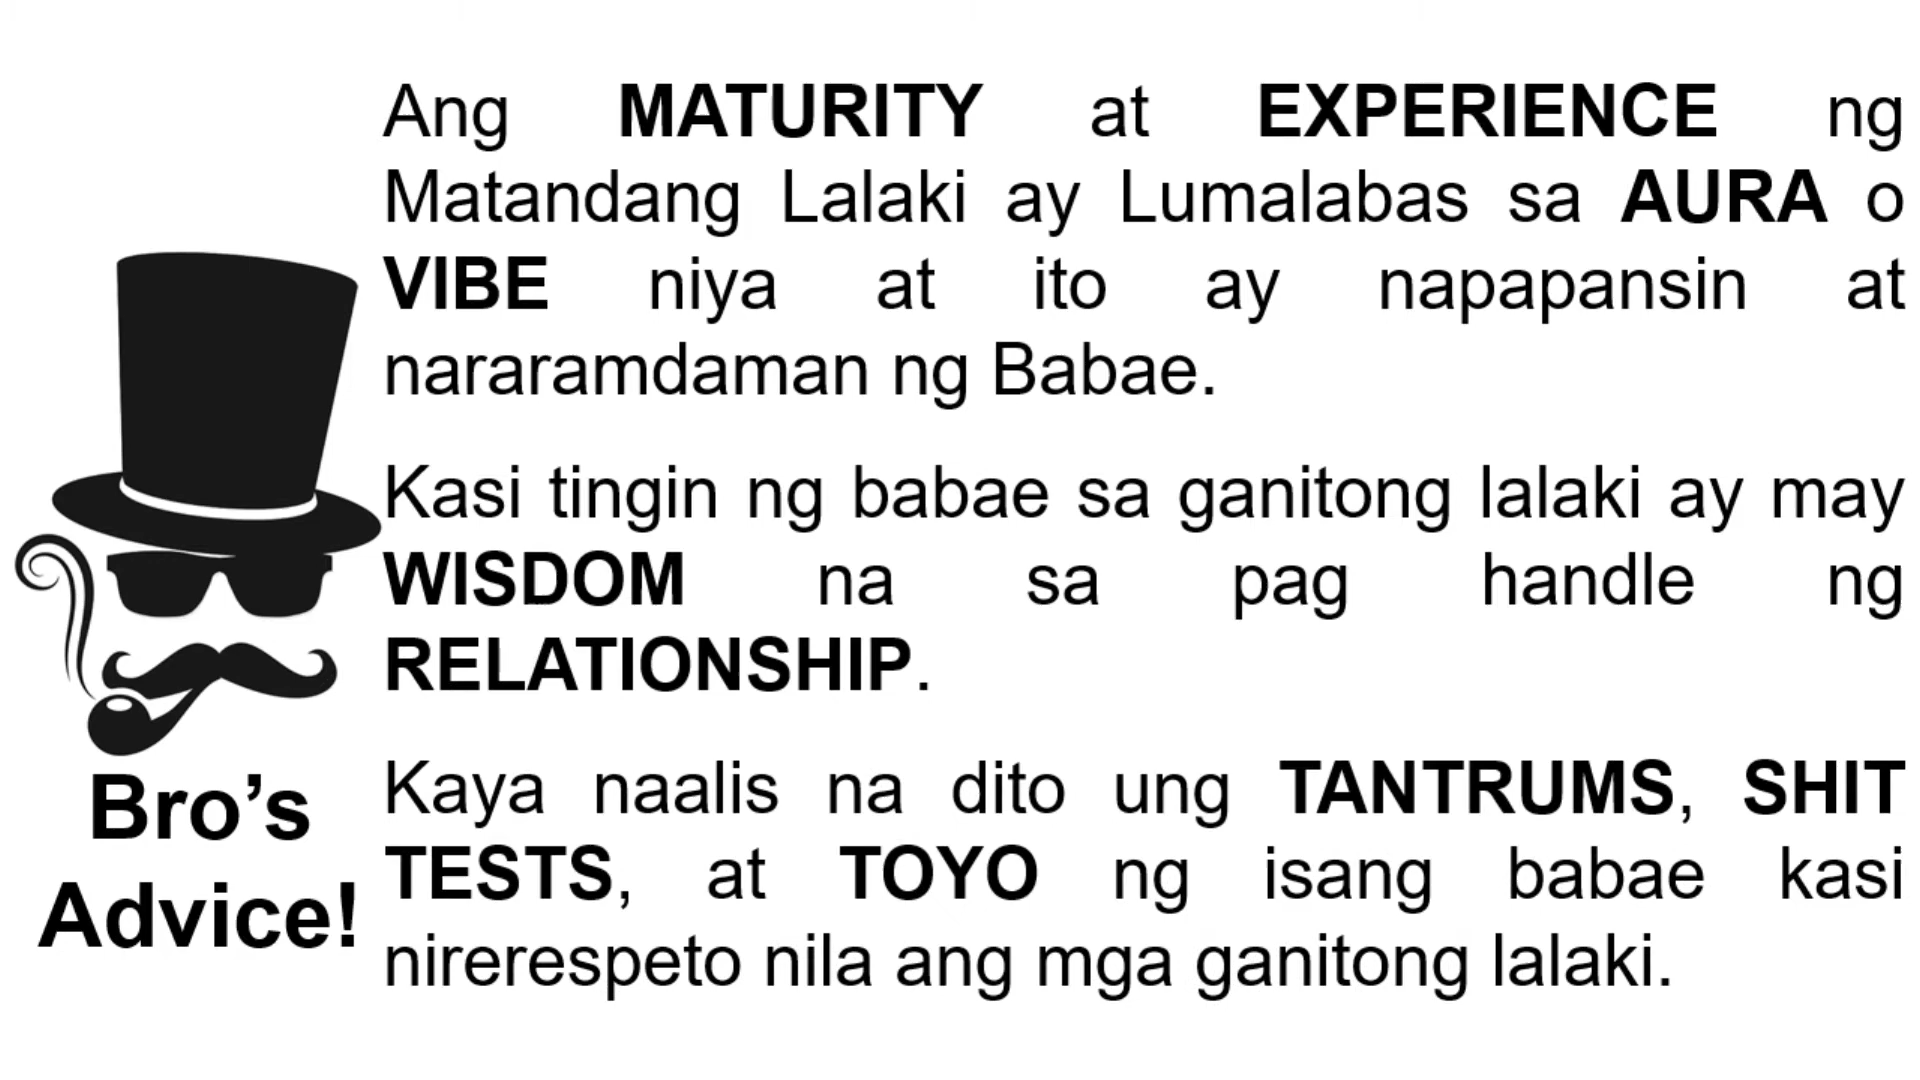 Ang MATURITY at EXPERIENCE ng
Matandang Lalaki ay Lumalabas sa AURA o
VIBE niya at ito ay napapansin at
nararamdaman ng Babae.
Kasi tingin ng babae sa ganitong lalaki ay may
WISDOM na sa pag handle ng
RELATIONSHIP.
Kaya naalis na dito ung TANTRUMS, SHIT
TESTS, at TOYO ng isang babae kasi
nirerespeto nila ang mga ganitong lalaki.
Bro’s
Advice!